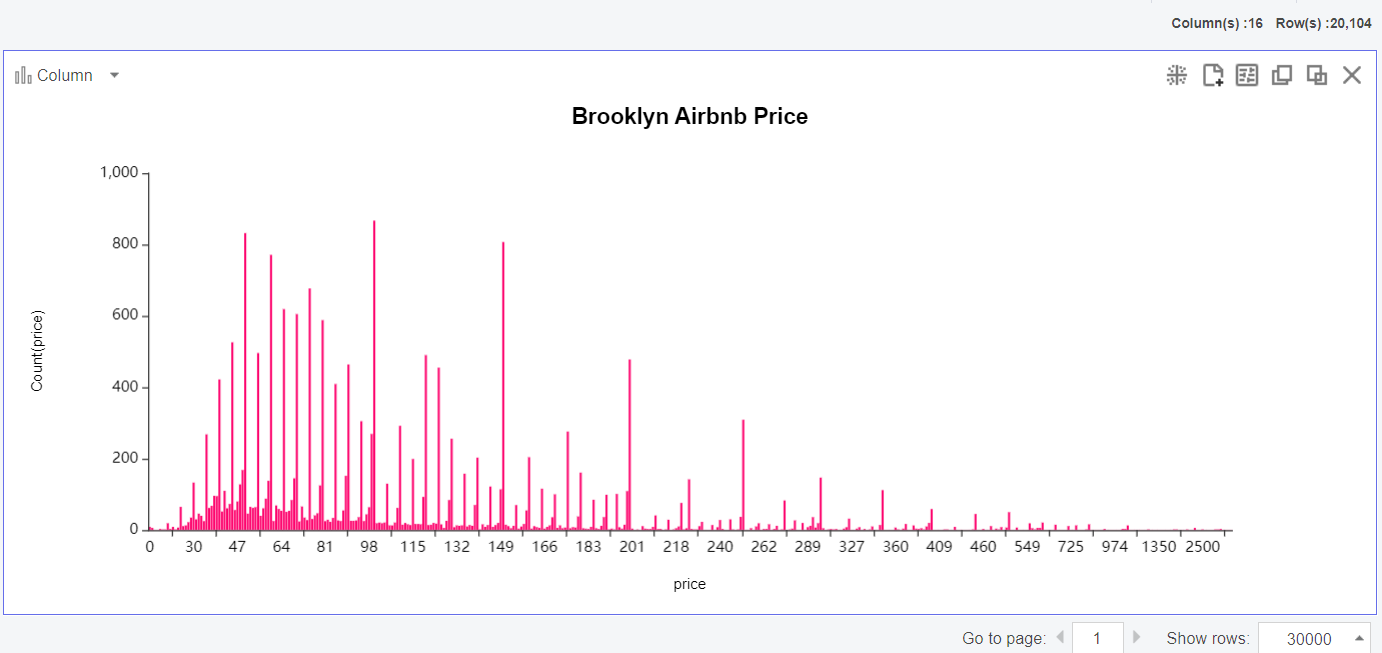 Column(s) :16 Row(s) :20,104
Column
Brooklyn Airbnb Price
1,000
800
600
400
200
0
Count(price)
0 30 47 64 81 98 115 132 149 166 183 201 218 240 262 289 327 360 409 460 549 725 974 1350 2500
price
Go to page: 1 Show rows: 30000